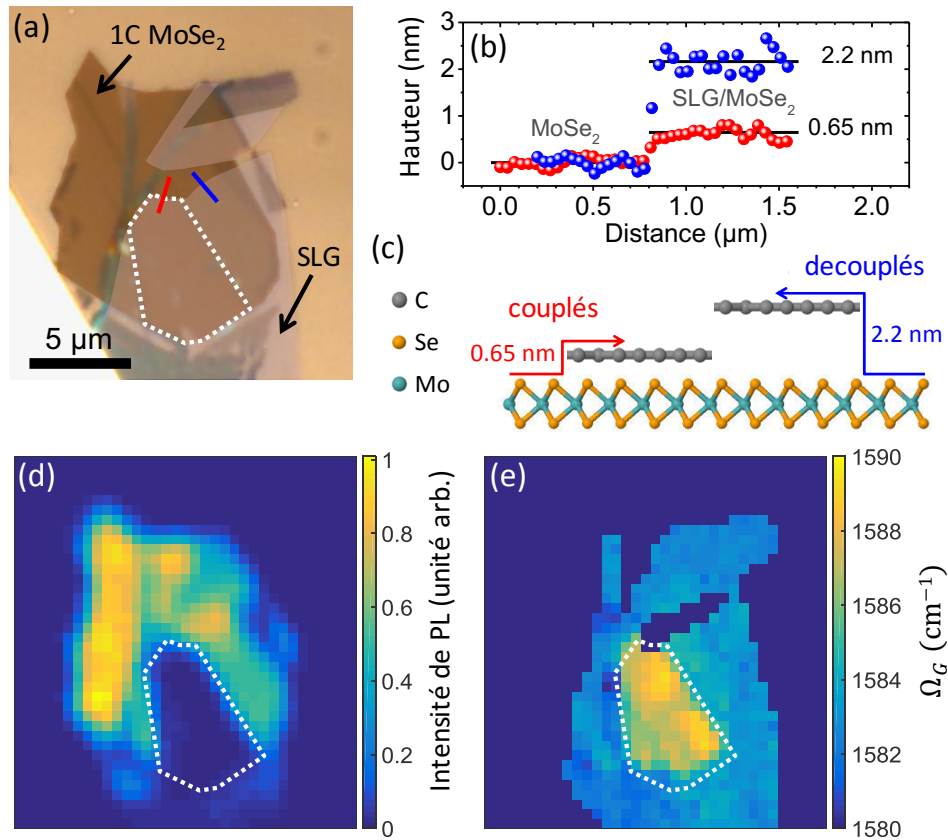 (a)
1C MoSe₂
SLG
5 µm
(b)
Hauteur (nm)
3
2
1
0
MoSe₂
SLG/MoSe₂
2.2 nm
0.65 nm
0.0 0.5 1.0 1.5 2.0
Distance (µm)
(c)
C
Se
Mo
couplés
0.65 nm
decouplés
2.2 nm
(d)
1
0.8
0.6
0.4
0.2
0
Intensité de PL (unité arb.)
(e)
1590
1588
1586
1584
1582
1580
Ω_G (cm⁻¹)